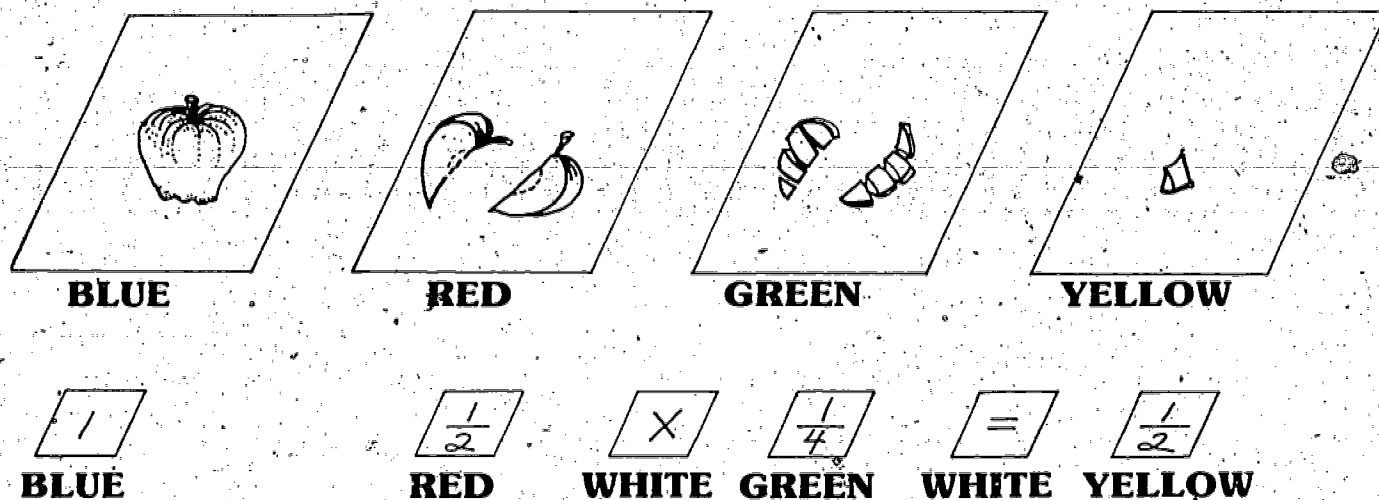 BLUE RED GREEN YELLOW
1 1/2 × 1/4 = 1/2
BLUE RED WHITE GREEN WHITE YELLOW